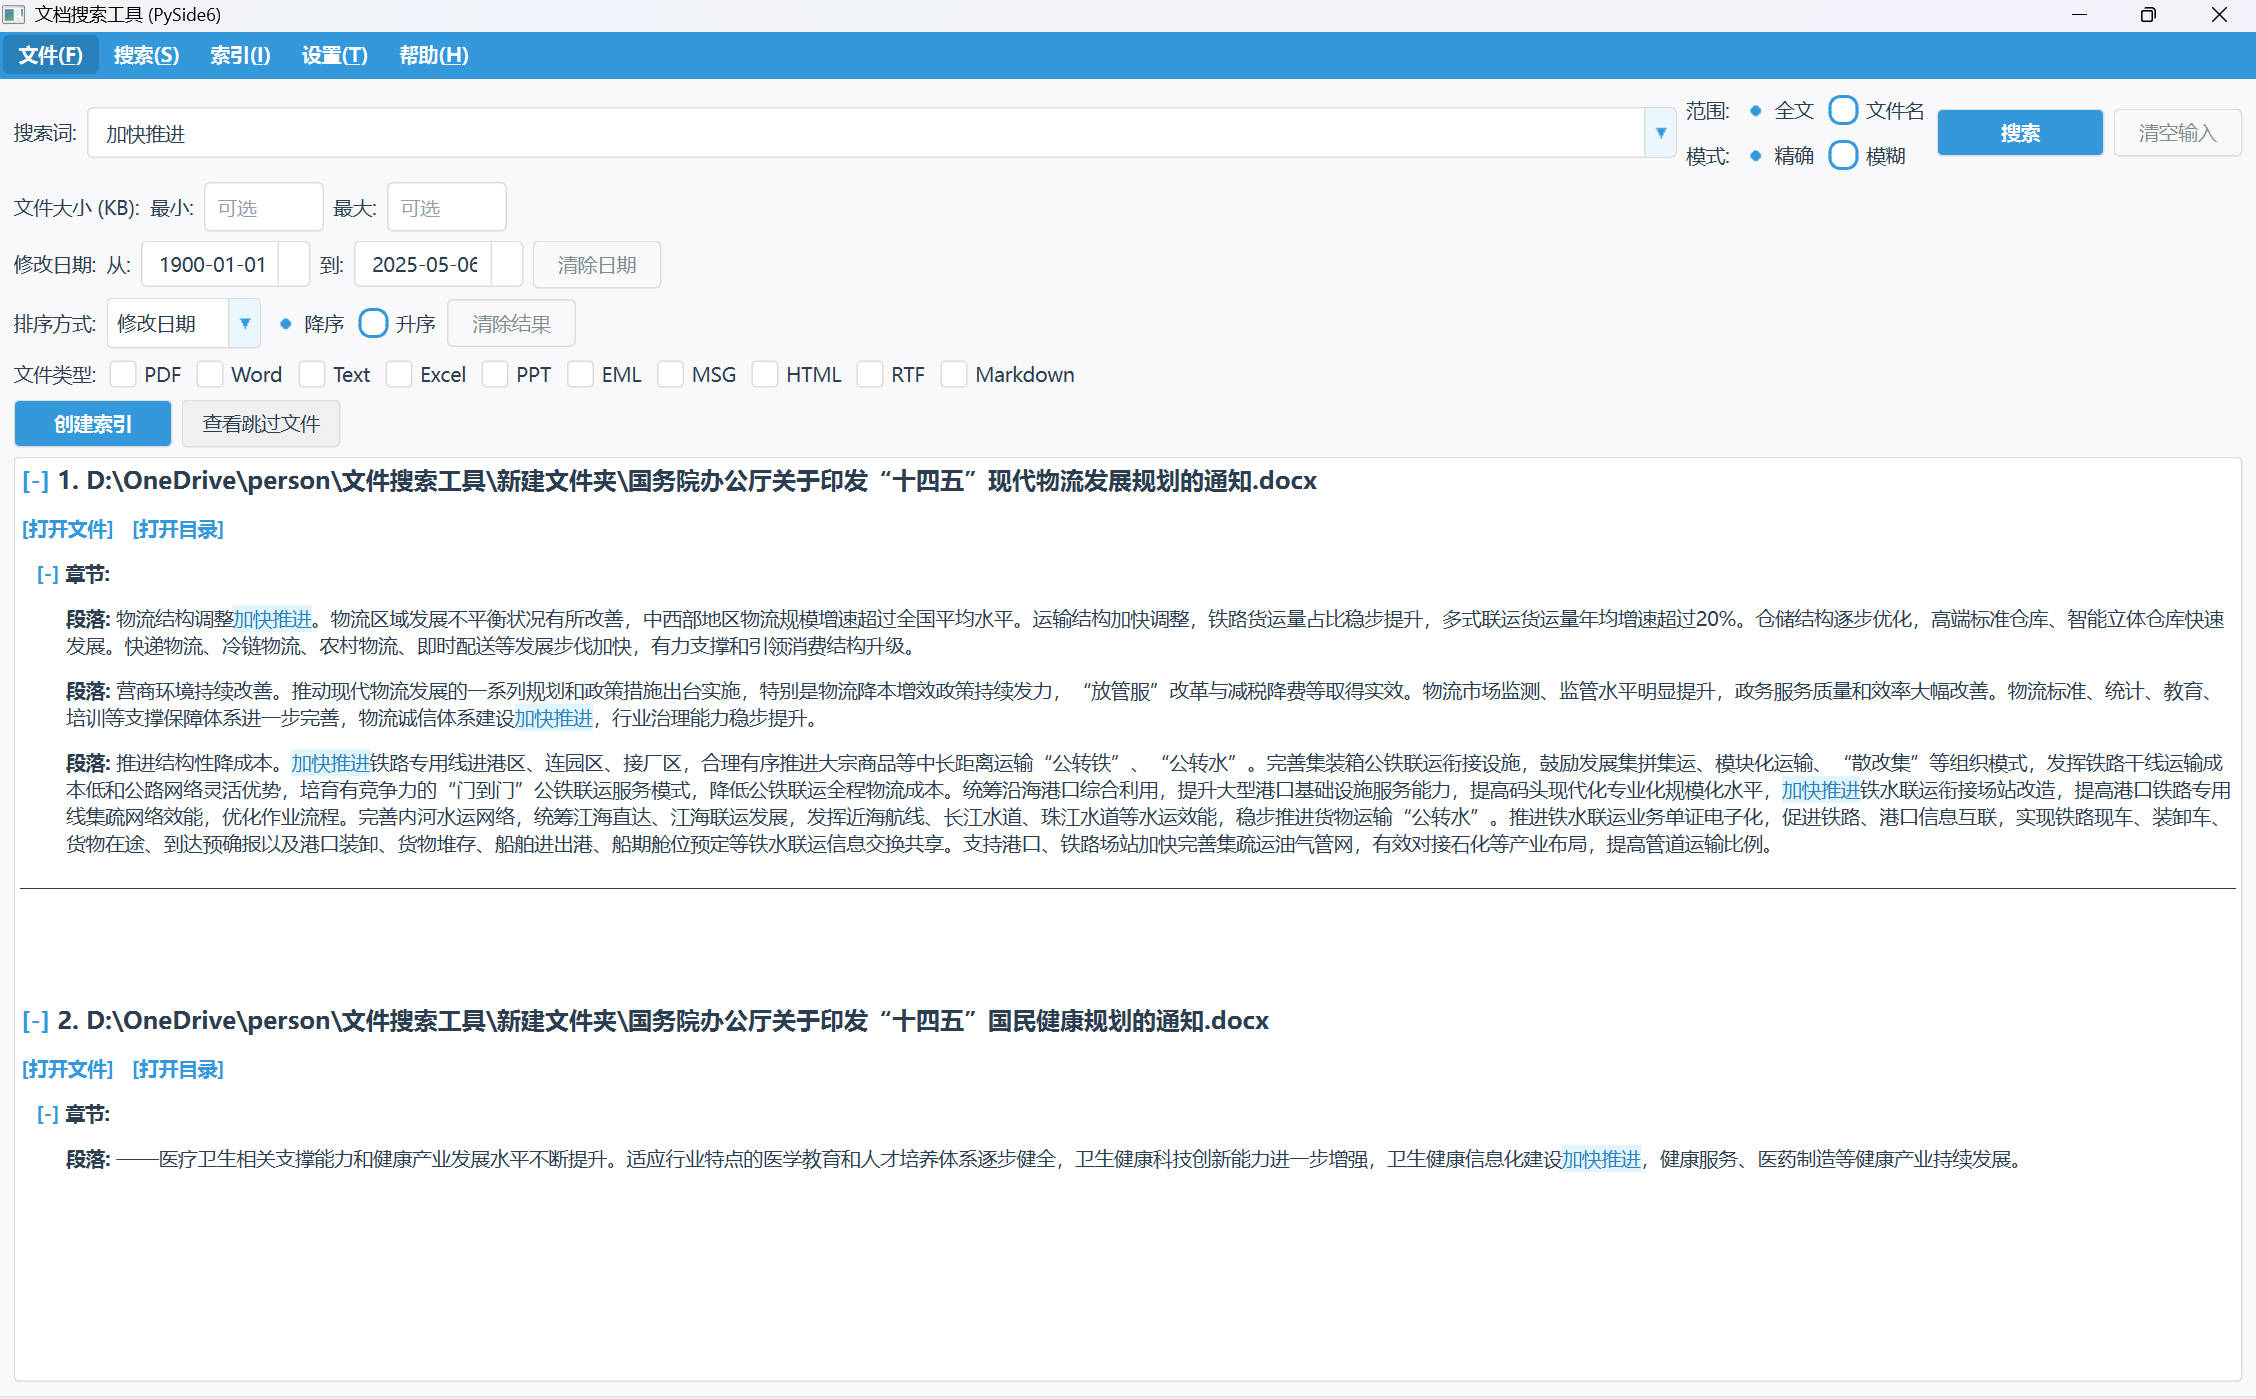 文档搜索工具 (PySide6)
文件(F) 搜索(S) 索引(I) 设置(T) 帮助(H)
搜索词: 加快推进 范围: 全文 文件名 搜索 清空输入
模式: 精确 模糊
文件大小 (KB): 最小: 可选 最大: 可选
修改日期: 从: 1900-01-01 到: 2025-05-06 清除日期
排序方式: 修改日期 降序 升序 清除结果
文件类型: PDF Word Text Excel PPT EML MSG HTML RTF Markdown
创建索引 查看跳过文件
[-] 1. D:\OneDrive\person\文件搜索工具\新建文件夹\国务院办公厅关于印发“十四五”现代物流发展规划的通知.docx
[打开文件] [打开目录]
[-] 章节:
段落: 物流结构调整加快推进。物流区域发展不平衡状况有所改善，中西部地区物流规模增速超过全国平均水平。运输结构加快调整，铁路货运量占比稳步提升，多式联运货运量年均增速超过20%。仓储结构逐步优化，高端标准仓库、智能立体仓库快速
发展。快递物流、冷链物流、农村物流、即时配送等发展步伐加快，有力支撑和引领消费结构升级。
段落: 营商环境持续改善。推动现代物流发展的一系列规划和政策措施出台实施，特别是物流降本增效政策持续发力，“放管服”改革与减税降费等取得实效。物流市场监测、监管水平明显提升，政务服务质量和效率大幅改善。物流标准、统计、教育、
培训等支撑保障体系进一步完善，物流诚信体系建设加快推进，行业治理能力稳步提升。
段落: 推进结构性降成本。加快推进铁路专用线进港区、连园区、接厂区，合理有序推进大宗商品等中长距离运输“公转铁”、“公转水”。完善集装箱公铁联运衔接设施，鼓励发展集拼集运、模块化运输、“散改集”等组织模式，发挥铁路干线运输成
本低和公路网络灵活优势，培育有竞争力的“门到门”公铁联运服务模式，降低公铁联运全程物流成本。统筹沿海港口综合利用，提升大型港口基础设施服务能力，提高码头现代化专业化规模化水平，加快推进铁水联运衔接场站改造，提高港口铁路专用
线集疏网络效能，优化作业流程。完善内河水运网络，统筹江海直达、江海联运发展，发挥近海航线、长江水道、珠江水道等水运效能，稳步推进货物运输“公转水”。推进铁水联运业务单证电子化，促进铁路、港口信息互联，实现铁路现车、装卸车、
货物在途、到达预确报以及港口装卸、货物堆存、船舶进出港、船期舱位预定等铁水联运信息交换共享。支持港口、铁路场站加快完善集疏运油气管网，有效对接石化等产业布局，提高管道运输比例。
[-] 2. D:\OneDrive\person\文件搜索工具\新建文件夹\国务院办公厅关于印发“十四五”国民健康规划的通知.docx
[打开文件] [打开目录]
[-] 章节:
段落: ——医疗卫生相关支撑能力和健康产业发展水平不断提升。适应行业特点的医学教育和人才培养体系逐步健全，卫生健康科技创新能力进一步增强，卫生健康信息化建设加快推进，健康服务、医药制造等健康产业持续发展。